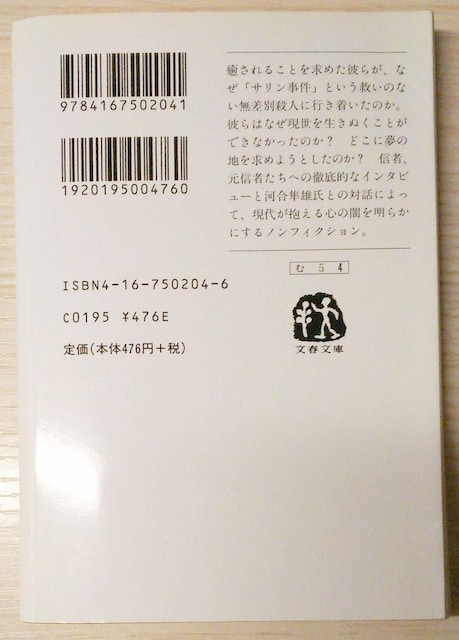 9784167502041
1920195004760
癒されることを求めた彼らが、な
ぜ「サリン事件」という救いのな
い無差別殺人に行き着いたのか。
彼らはなぜ現世を生きぬくことが
できなかったのか？　どこに夢の
地を求めようとしたのか？　信者、
元信者たちへの徹底的なインタビ
ューと河合隼雄氏との対話によっ
て、現代が抱える心の闇を明らか
にするノンフィクション。
む 5 4
文春文庫
ISBN4-16-750204-6
C0195 ¥476E
定価(本体476円＋税)